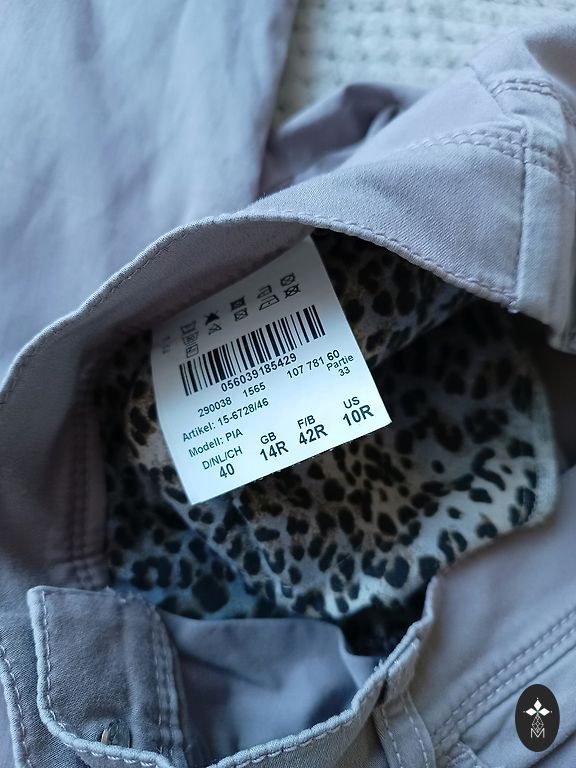 056039185429
290038 1565 107 781 60
Artikel: 15-6728/46 Partie
Modell: PIA 33
D/NL/CH GB F/B US
40 14R 42R 10R
M